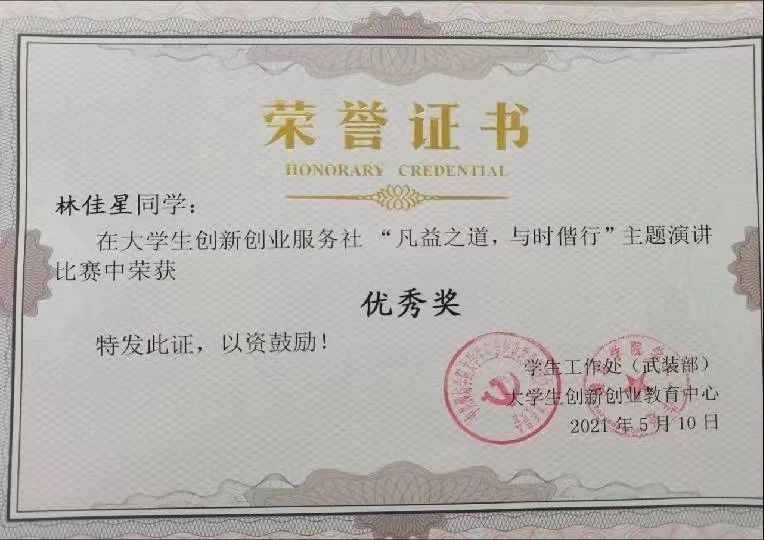 荣誉证书
HONORARY CREDENTIAL
林佳星同学：
在大学生创新创业服务社 “凡益之道，与时偕行”主题演讲
比赛中荣获
优秀奖
特发此证，以资鼓励！
学生工作处（武装部）
大学生创新创业教育中心
2021年5月10日